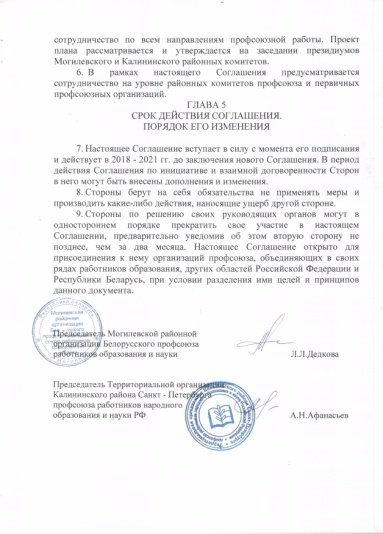 сотрудничество по всем направлениям профсоюзной работы. Проект
плана рассматривается и утверждается на заседании президиумов
Могилевского и Калининского районных комитетов.
6. В рамках настоящего Соглашения предусматривается
сотрудничество на уровне районных комитетов профсоюза и первичных
профсоюзных организаций.
ГЛАВА 5
СРОК ДЕЙСТВИЯ СОГЛАШЕНИЯ.
ПОРЯДОК ЕГО ИЗМЕНЕНИЯ
7. Настоящее Соглашение вступает в силу с момента его подписания
и действует в 2018 - 2021 гг. до заключения нового Соглашения. В период
действия Соглашения по инициативе и взаимной договоренности Сторон
в него могут быть внесены дополнения и изменения.
8. Стороны берут на себя обязательства не применять меры и
производить какие-либо действия, наносящие ущерб другой стороне.
9. Стороны по решению своих руководящих органов могут в
одностороннем порядке прекратить свое участие в настоящем
Соглашении, предварительно уведомив об этом вторую сторону не
позднее, чем за два месяца. Настоящее Соглашение открыто для
присоединения к нему организаций профсоюза, объединяющих в своих
рядах работников образования, других областей Российской Федерации и
Республики Беларусь, при условии разделения ими целей и принципов
данного документа.
Могилевская
районная
организация
Председатель Могилевской районной
организации Белорусского профсоюза
работников образования и науки Л.Л.Дедкова
Председатель Территориальной организации
Калининского района Санкт - Петербурга
профсоюза работников народного
образования и науки РФ А.Н.Афанасьев